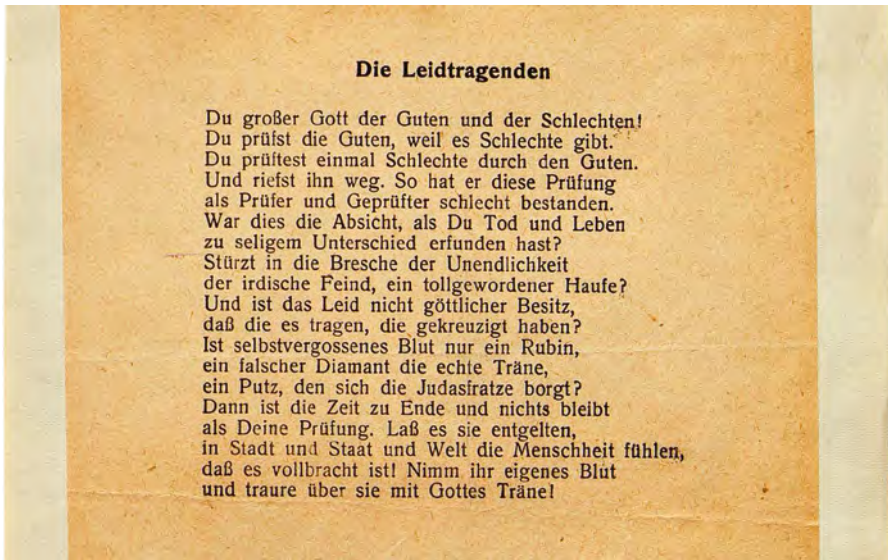 Die Leidtragenden
Du großer Gott der Guten und der Schlechten!
Du prüfst die Guten, weil es Schlechte gibt.
Du prüftest einmal Schlechte durch den Guten.
Und riefst ihn weg. So hat er diese Prüfung
als Prüfer und Geprüfter schlecht bestanden.
War dies die Absicht, als Du Tod und Leben
zu seligem Unterschied erfunden hast?
Stürzt in die Bresche der Unendlichkeit
der irdische Feind, ein tollgewordener Haufe?
Und ist das Leid nicht göttlicher Besitz,
daß die es tragen, die gekreuzigt haben?
Ist selbstvergossenes Blut nur ein Rubin,
ein falscher Diamant die echte Träne,
ein Putz, den sich die Judasfratze borgt?
Dann ist die Zeit zu Ende und nichts bleibt
als Deine Prüfung. Laß es sie entgelten,
in Stadt und Staat und Welt die Menschheit fühlen,
daß es vollbracht ist! Nimm ihr eigenes Blut
und traure über sie mit Gottes Träne!